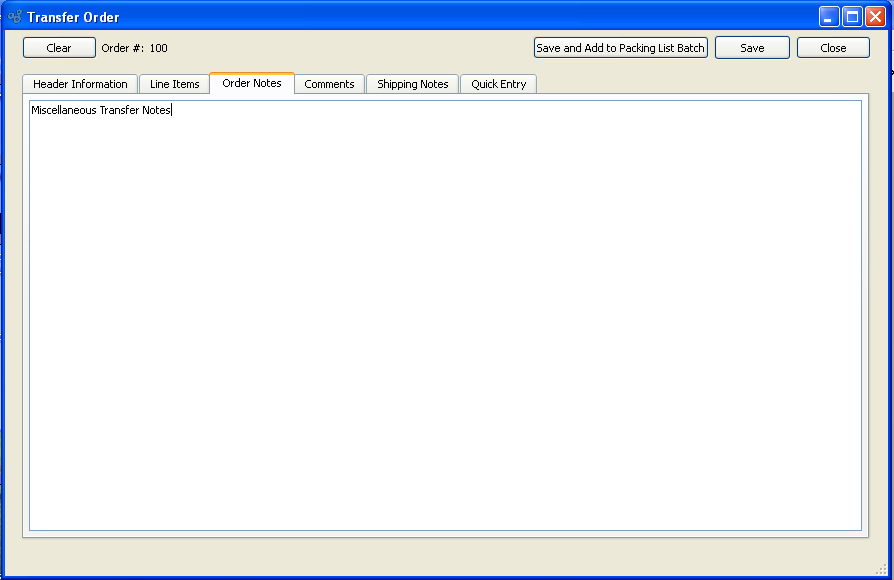 Transfer Order
Clear Order #: 100 Save and Add to Packing List Batch Save Close
Header Information Line Items Order Notes Comments Shipping Notes Quick Entry
Miscellaneous Transfer Notes